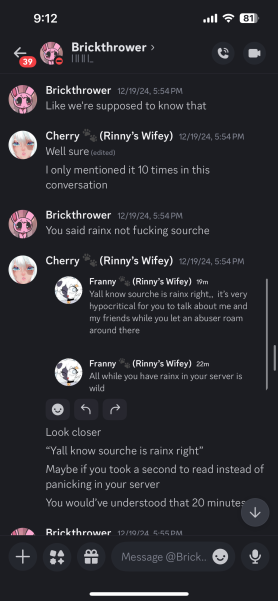 9:12
81
39
Brickthrower
Brickthrower 12/19/24, 5:54 PM
Like we're supposed to know that
Cherry 🐾 (Rinny's Wifey) 12/19/24, 5:54 PM
Well sure (edited)
I only mentioned it 10 times in this
conversation
Brickthrower 12/19/24, 5:54 PM
You said rainx not fucking sourche
Cherry 🐾 (Rinny's Wifey) 12/19/24, 5:54 PM
Franny 🐾 (Rinny's Wifey) 19m
Yall know sourche is rainx right,, it's very
hypocritical for you to talk about me and
my friends while you let an abuser roam
around there
Franny 🐾 (Rinny's Wifey) 22m
All while you have rainx in your server is
wild
Look closer
“Yall know sourche is rainx right”
Maybe if you took a second to read instead of
panicking in your server
You would've understood that 20 minutes
Brickthrower 12/19/24, 5:55 PM
Message @Brick..